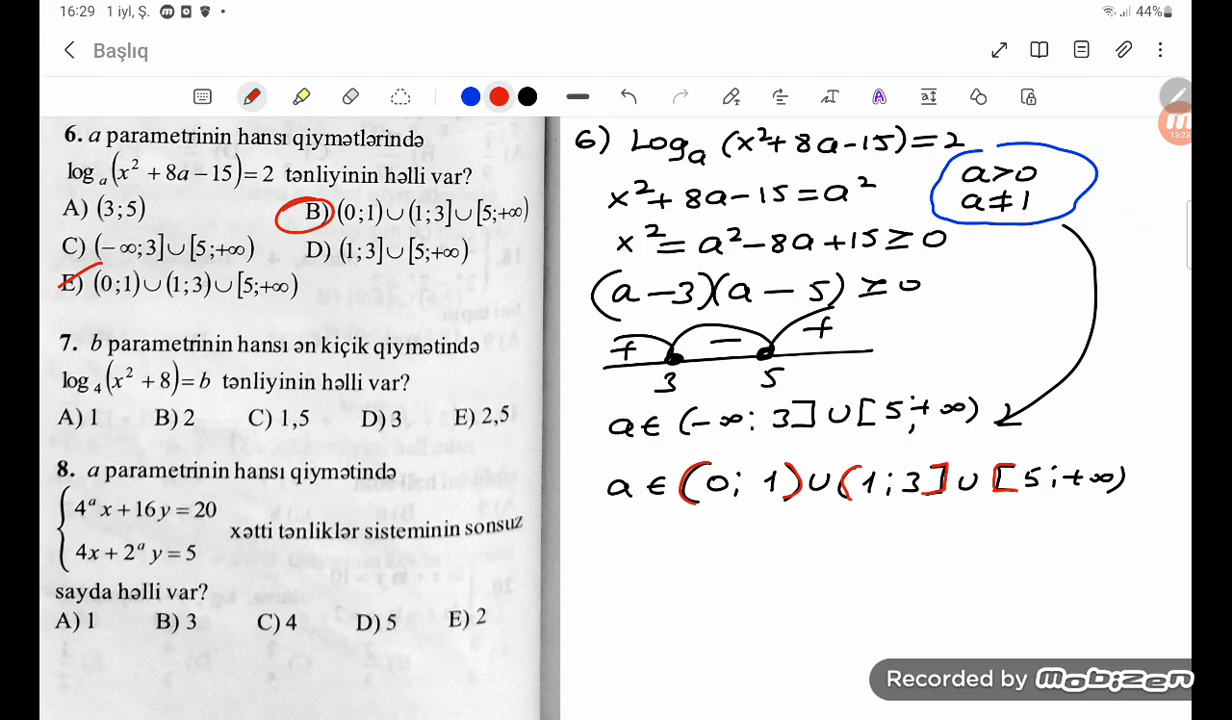 16:29 1 iyl, Ş.
44%
Başlıq
6. a parametrinin hansı qiymətlərində
log_a(x² + 8a − 15) = 2 tənliyinin həlli var?
A) (3; 5) B) (0;1)∪(1;3]∪[5;+∞)
C) (−∞;3]∪[5;+∞) D) (1;3]∪[5;+∞)
E) (0;1)∪(1;3)∪[5;+∞)
7. b parametrinin hansı ən kiçik qiymətində
log₄(x² + 8) = b tənliyinin həlli var?
A) 1 B) 2 C) 1,5 D) 3 E) 2,5
8. a parametrinin hansı qiymətində
4ᵃx + 16y = 20
4x + 2ᵃy = 5
xətti tənliklər sisteminin sonsuz
sayda həlli var?
A) 1 B) 3 C) 4 D) 5 E) 2
6) Log_a (x² + 8a − 15) = 2
a > 0
a ≠ 1
x² + 8a − 15 = a²
x² = a² − 8a + 15 ≥ 0
(a − 3)(a − 5) ≥ 0
+ − +
3 5
a ∈ (−∞; 3] ∪ [5; +∞)
a ∈ (0; 1) ∪ (1; 3] ∪ [5; +∞)
13:23
Recorded by mobizen